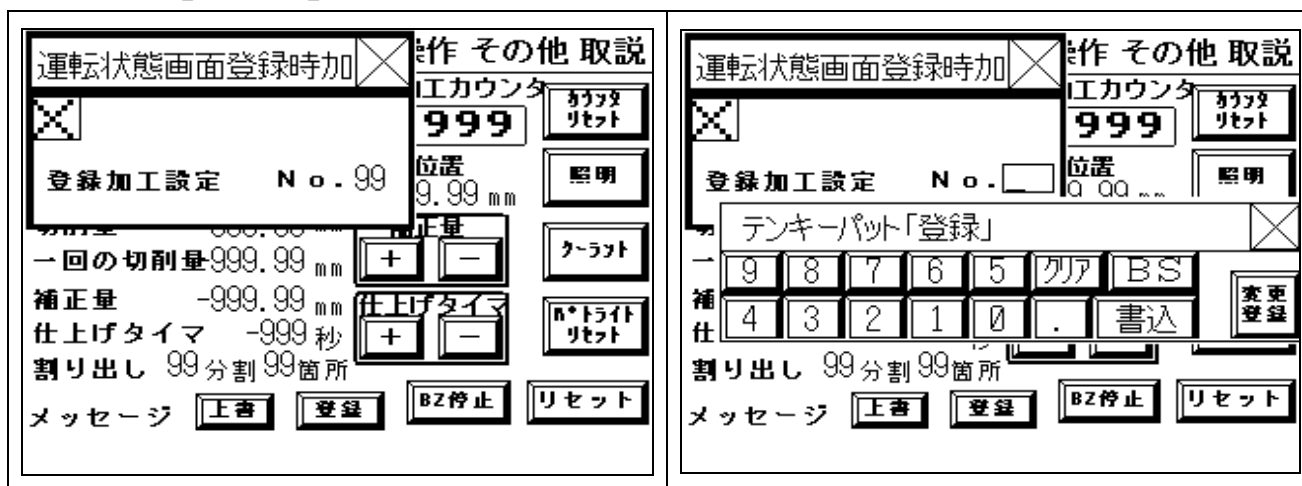 運転状態画面登録時加
操作 その他 取説
工カウンタ
999
カウンタ
リセット
登録加工設定 No.99
位置
9.99 mm
照明
補正量
+ -
一回の切削量999.99 mm
クーラント
補正量 -999.99 mm
仕上げタイマ
+ -
パトライト
リセット
仕上げタイマ -999 秒
割り出し 99分割99箇所
メッセージ 上書 登録 BZ停止 リセット
運転状態画面登録時加
操作 その他 取説
工カウンタ
999
カウンタ
リセット
登録加工設定 No._
位置
照明
テンキーパット「登録」
9 8 7 6 5 クリア BS
4 3 2 1 0 . 書込
変更
登録
割り出し 99分割99箇所
メッセージ 上書 登録 BZ停止 リセット